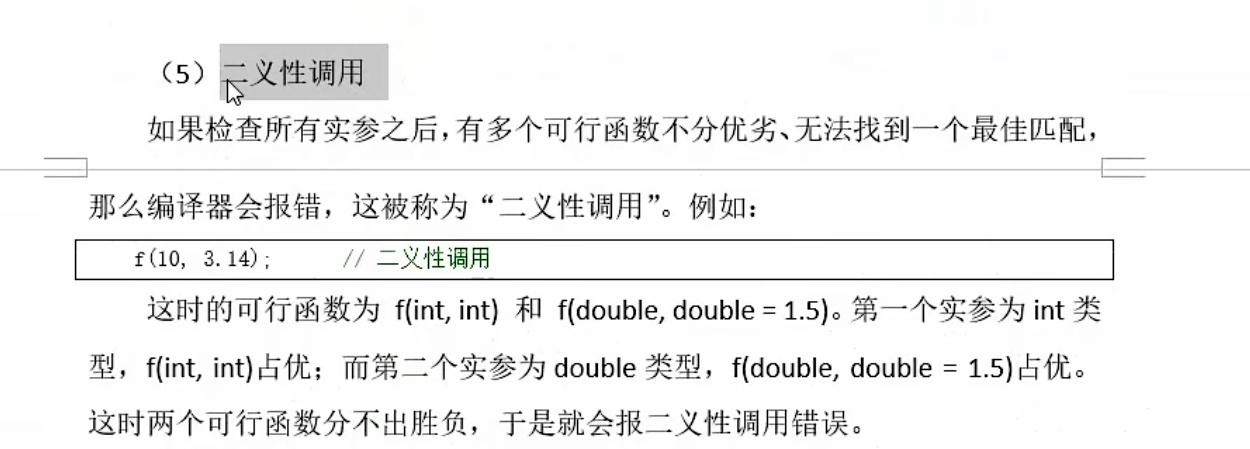 （5）二义性调用
如果检查所有实参之后，有多个可行函数不分优劣、无法找到一个最佳匹配，
那么编译器会报错，这被称为“二义性调用”。例如：
f(10, 3.14);　　// 二义性调用
这时的可行函数为 f(int, int) 和 f(double, double = 1.5)。第一个实参为 int 类
型，f(int, int)占优；而第二个实参为 double 类型，f(double, double = 1.5)占优。
这时两个可行函数分不出胜负，于是就会报二义性调用错误。